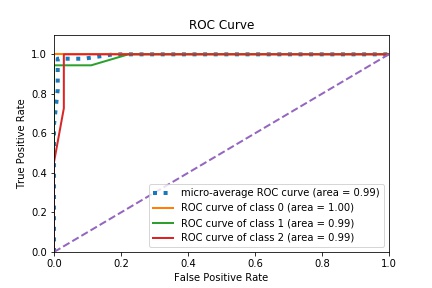 ROC Curve
1.0
0.8
0.6
0.4
0.2
0.0
True Positive Rate
micro-average ROC curve (area = 0.99)
ROC curve of class 0 (area = 1.00)
ROC curve of class 1 (area = 0.99)
ROC curve of class 2 (area = 0.99)
0.0 0.2 0.4 0.6 0.8 1.0
False Positive Rate